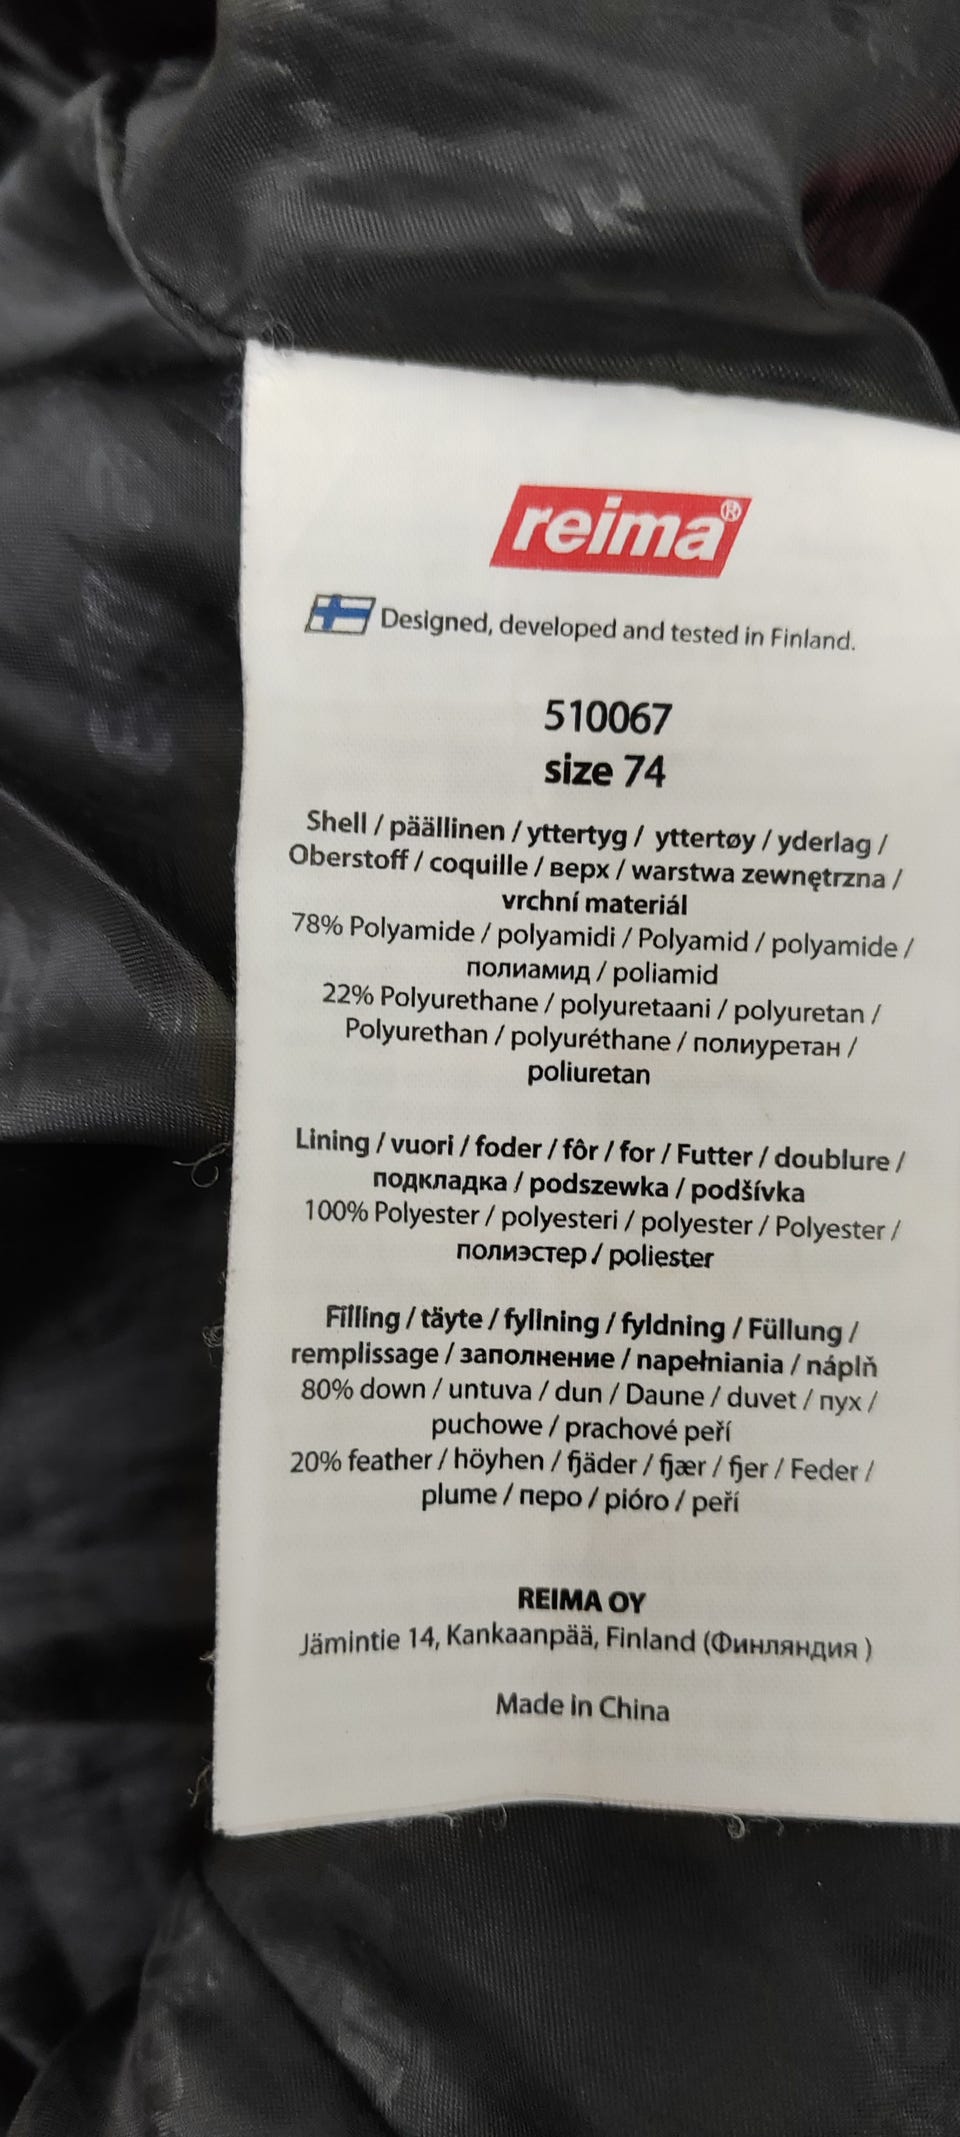 reima®
Designed, developed and tested in Finland.
510067
size 74
Shell / päällinen / yttertyg / yttertøy / yderlag /
Oberstoff / coquille / верх / warstwa zewnętrzna /
vrchní materiál
78% Polyamide / polyamidi / Polyamid / polyamide /
полиамид / poliamid
22% Polyurethane / polyuretaani / polyuretan /
Polyurethan / polyuréthane / полиуретан /
poliuretan
Lining / vuori / foder / fôr / for / Futter / doublure /
подкладка / podszewka / podšívka
100% Polyester / polyesteri / polyester / Polyester /
полиэстер / poliester
Filling / täyte / fyllning / fyldning / Füllung /
remplissage / заполнение / napełniania / náplň
80% down / untuva / dun / Daune / duvet / пух /
puchowe / prachové peří
20% feather / höyhen / fjäder / fjær / fjer / Feder /
plume / перо / pióro / peří
REIMA OY
Jämintie 14, Kankaanpää, Finland (Финляндия )
Made in China